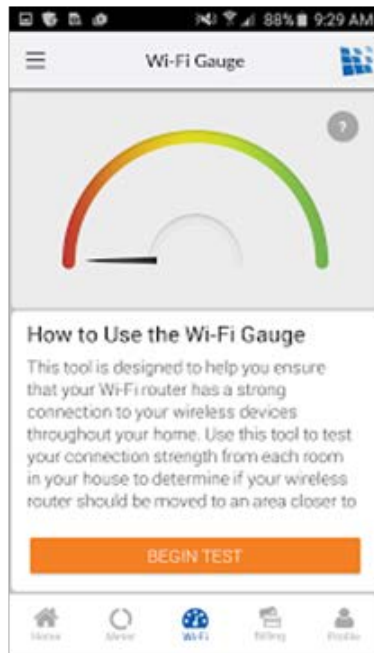 88% 9:29 AM
Wi-Fi Gauge
?
How to Use the Wi-Fi Gauge
This tool is designed to help you ensure
that your Wi-Fi router has a strong
connection to your wireless devices
throughout your home. Use this tool to test
your connection strength from each room
in your house to determine if your wireless
router should be moved to an area closer to
BEGIN TEST
Home Meter Wi-Fi Billing Profile